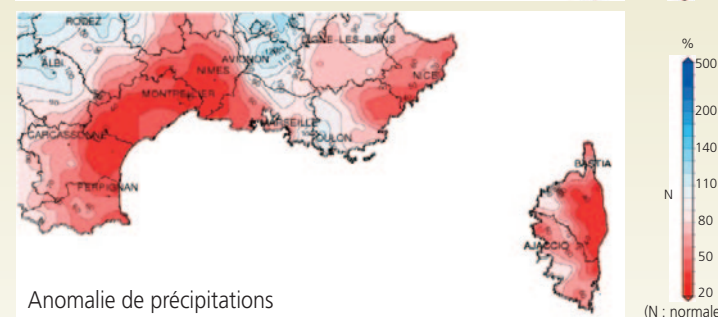 RODEZ
DIGNE-LES-BAINS
ALBI
AVIGNON
NIMES
NICE
MONTPELLIER
MARSEILLE
CARCASSONNE
TOULON
PERPIGNAN
BASTIA
AJACCIO
%
500
200
140
110
N
80
50
20
(N : normale
Anomalie de précipitations